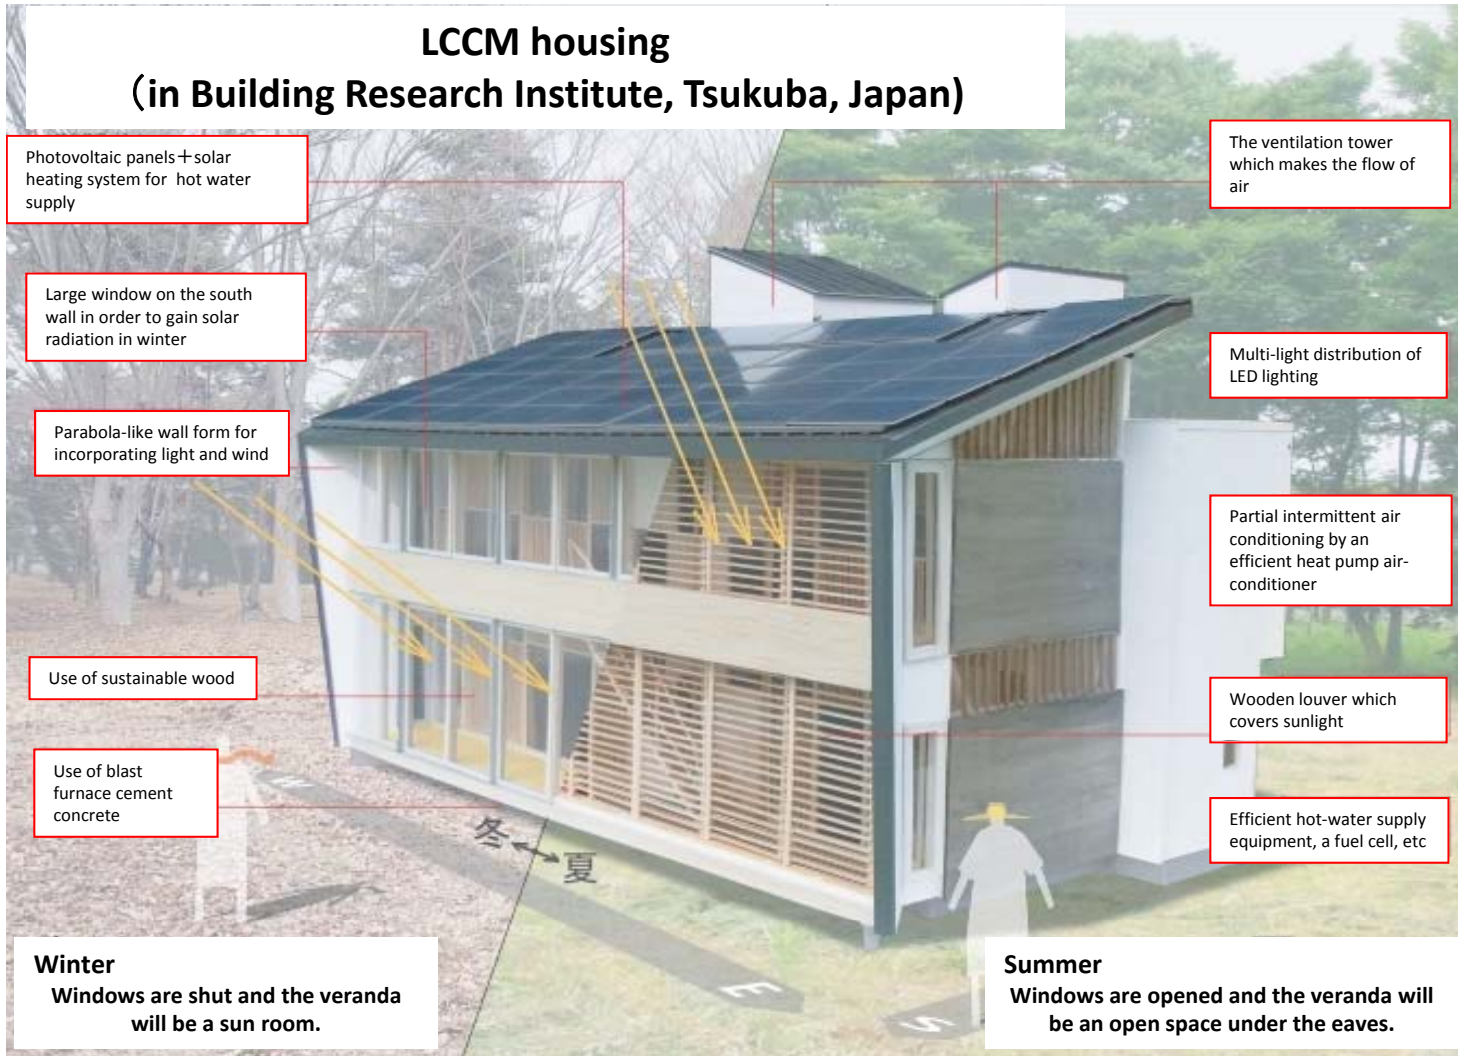 LCCM housing
（in Building Research Institute, Tsukuba, Japan)
Photovoltaic panels＋solar
heating system for hot water
supply
Large window on the south
wall in order to gain solar
radiation in winter
Parabola-like wall form for
incorporating light and wind
Use of sustainable wood
Use of blast
furnace cement
concrete
The ventilation tower
which makes the flow of
air
Multi-light distribution of
LED lighting
Partial intermittent air
conditioning by an
efficient heat pump air-
conditioner
Wooden louver which
covers sunlight
Efficient hot-water supply
equipment, a fuel cell, etc
W
冬
夏
E
S
Winter
Windows are shut and the veranda
will be a sun room.
Summer
Windows are opened and the veranda will
be an open space under the eaves.